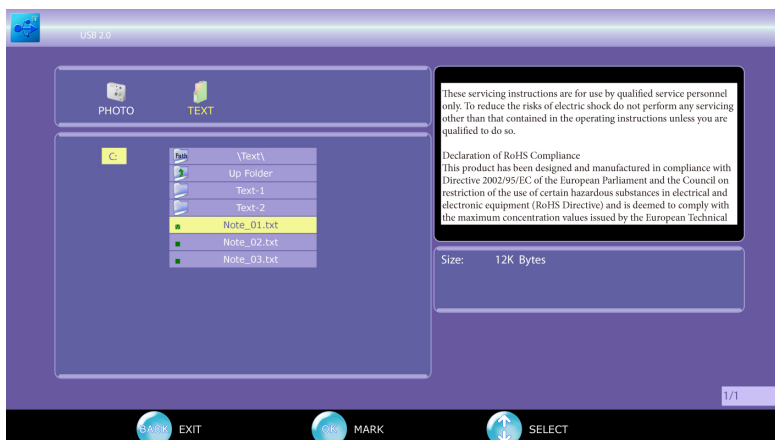 USB 2.0
PHOTO TEXT
C:
Path \Text\
Up Folder
Text-1
Text-2
Note_01.txt
Note_02.txt
Note_03.txt
These servicing instructions are for use by qualified service personnel
only. To reduce the risks of electric shock do not perform any servicing
other than that contained in the operating instructions unless you are
qualified to do so.
Declaration of RoHS Compliance
This product has been designed and manufactured in compliance with
Directive 2002/95/EC of the European Parliament and the Council on
restriction of the use of certain hazardous substances in electrical and
electronic equipment (RoHS Directive) and is deemed to comply with
the maximum concentration values issued by the European Technical
Size: 12K Bytes
1/1
BACK EXIT OK MARK SELECT